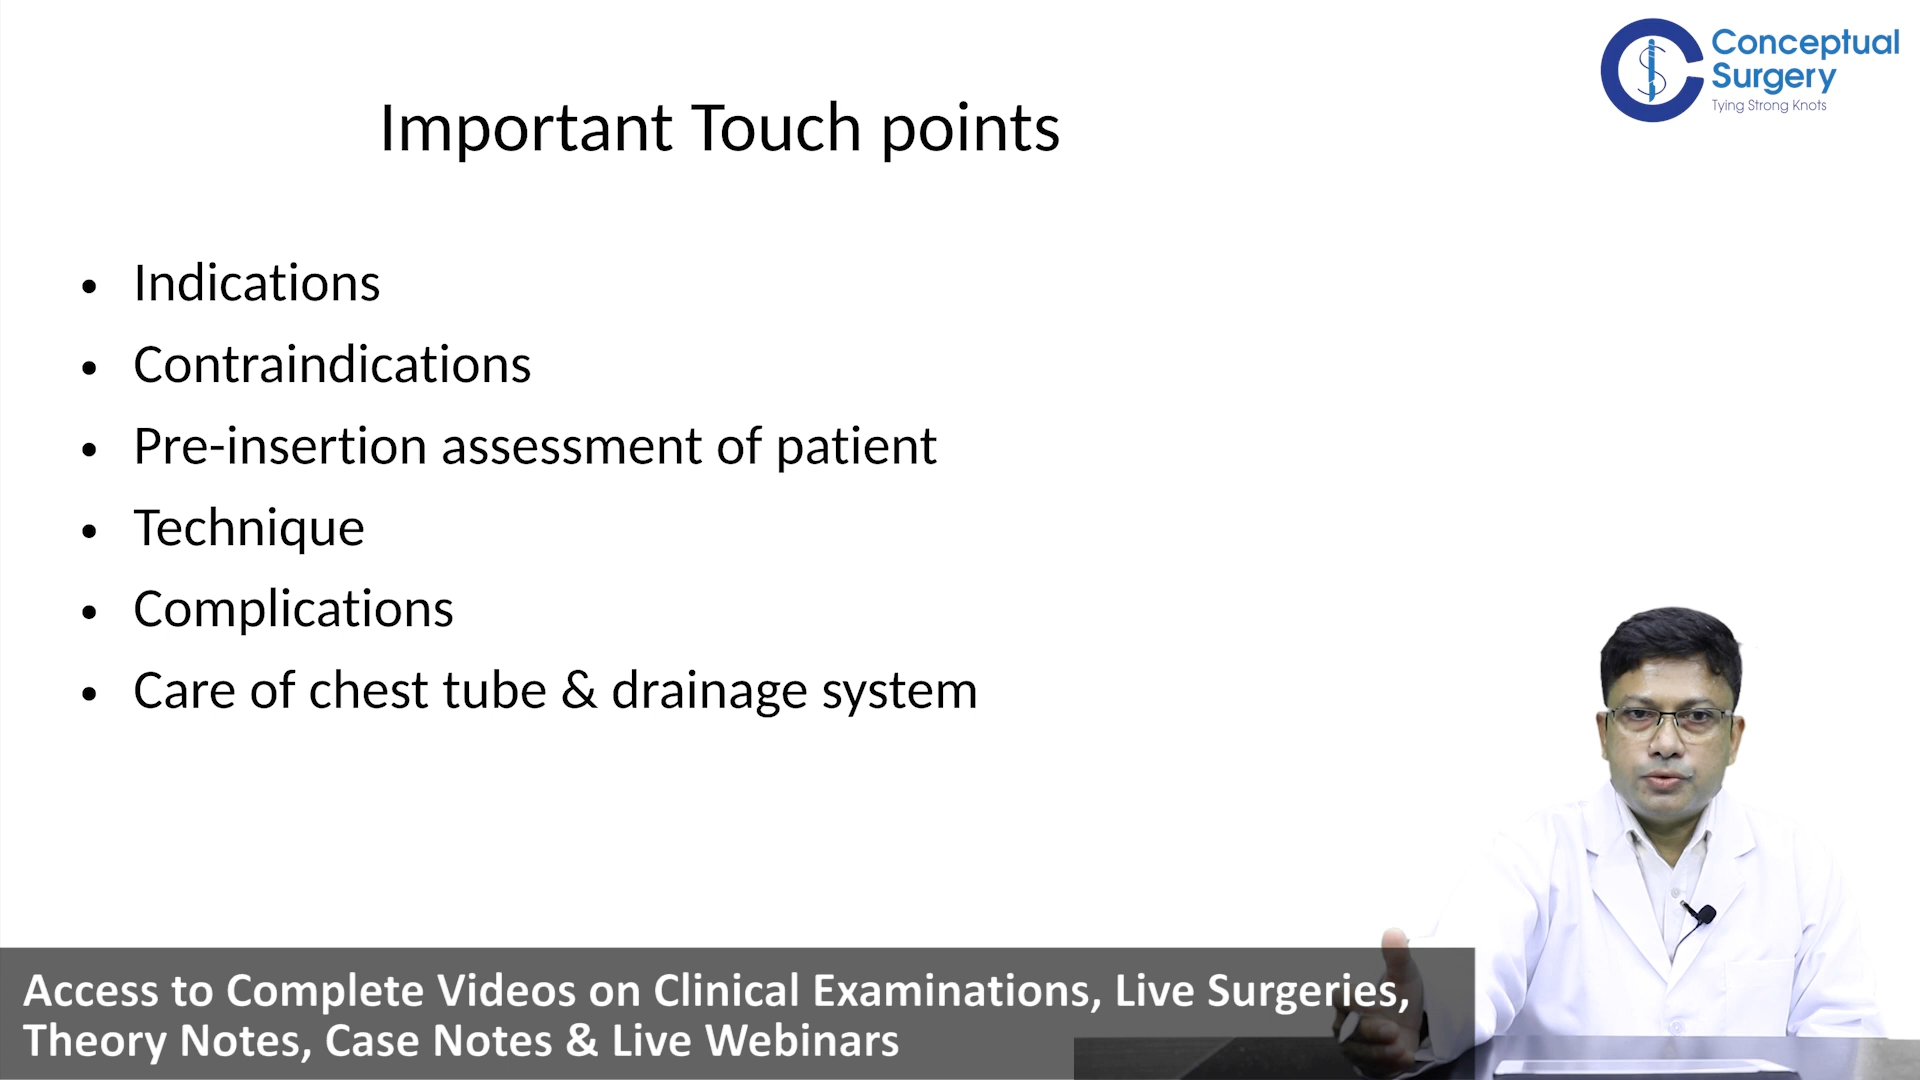 Conceptual
Surgery
Tying Strong Knots
Important Touch points
• Indications
• Contraindications
• Pre-insertion assessment of patient
• Technique
• Complications
• Care of chest tube & drainage system
Access to Complete Videos on Clinical Examinations, Live Surgeries,
Theory Notes, Case Notes & Live Webinars